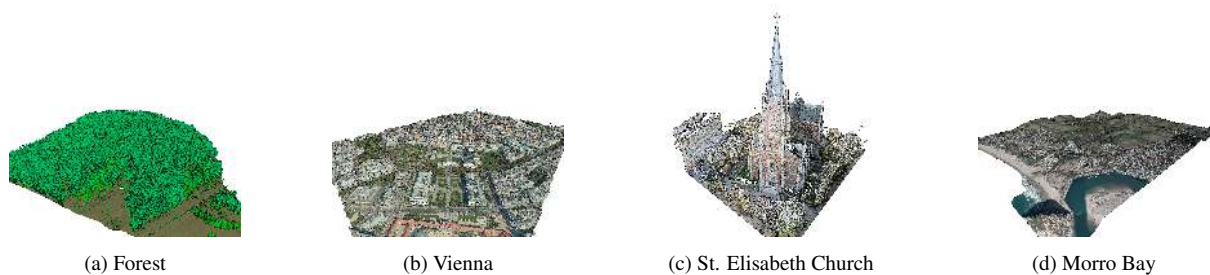 (a) Forest
(b) Vienna
(c) St. Elisabeth Church
(d) Morro Bay